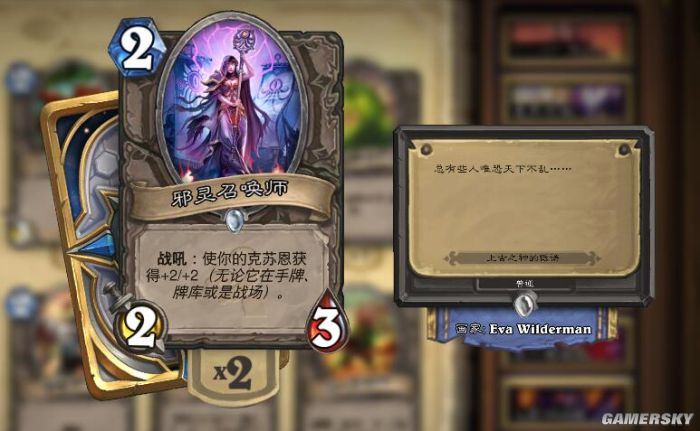 2
邪灵召唤师
战吼：使你的克苏恩获
得+2/+2（无论它在手牌、
牌库或是战场）。
2
3
x2
总有些人唯恐天下不乱……
上古之神的低语
普通
画家: Eva Wilderman
GAMERSKY